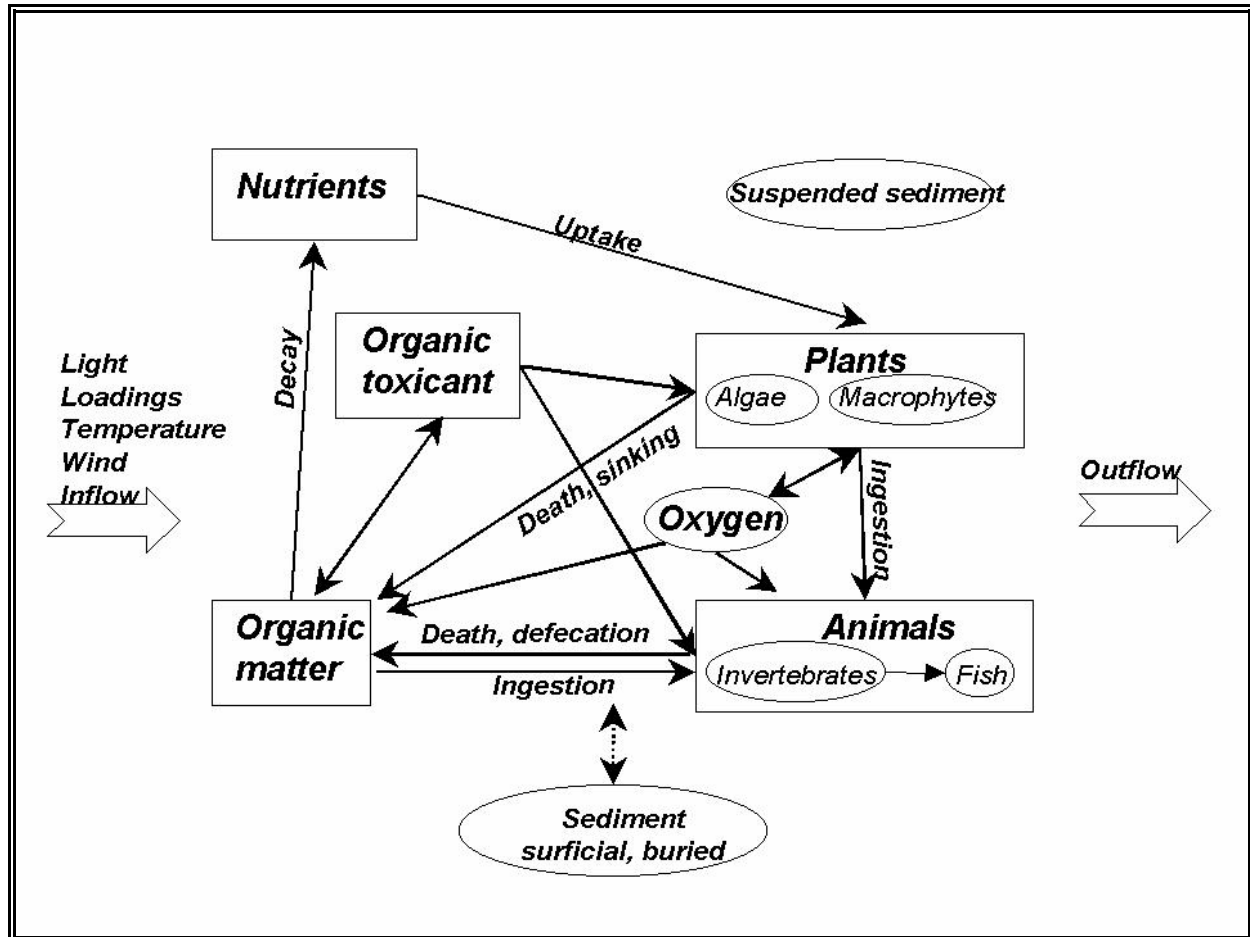 Nutrients
Suspended sediment
Uptake
Organic
toxicant
Plants
Algae
Macrophytes
Light
Loadings
Temperature
Wind
Inflow
Decay
Death, sinking
Oxygen
Ingestion
Outflow
Organic
matter
Death, defecation
Ingestion
Animals
Invertebrates
Fish
Sediment
surficial, buried